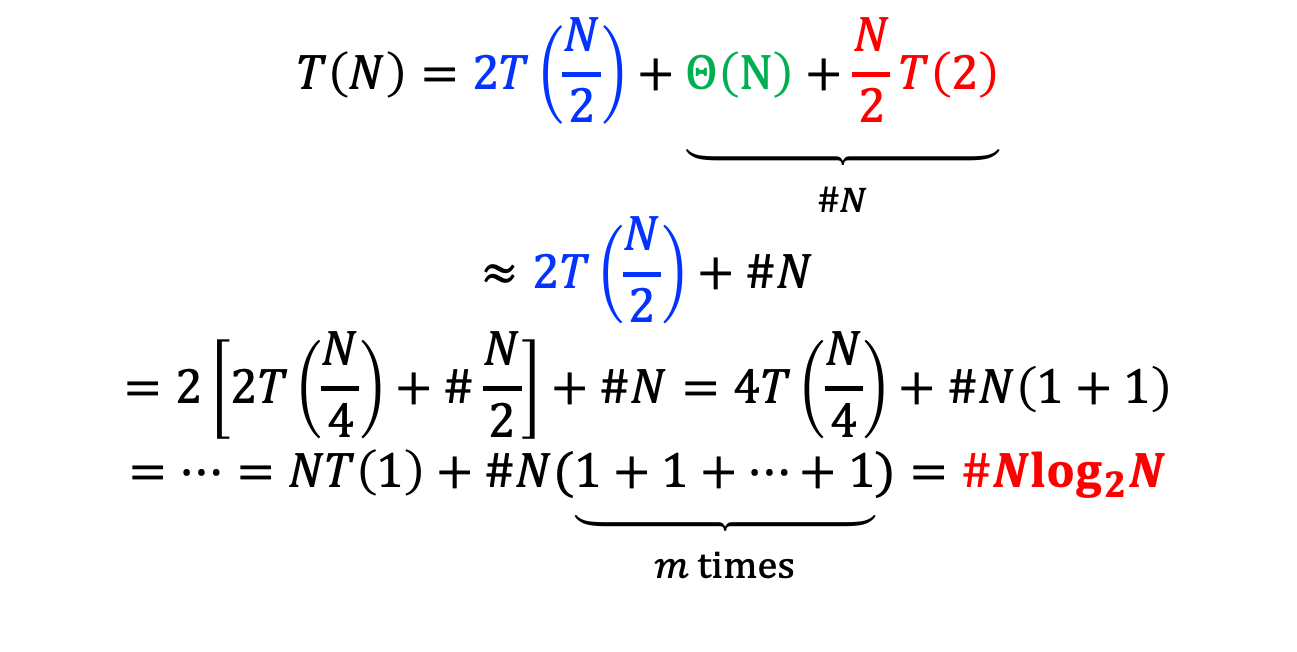 T(N) = 2T(N/2) + Θ(N) + N/2 T(2)
#N
≈ 2T(N/2) + #N
= 2[2T(N/4) + # N/2] + #N = 4T(N/4) + #N(1 + 1)
= ⋯ = NT(1) + #N(1 + 1 + ⋯ + 1) = #Nlog₂N
m times